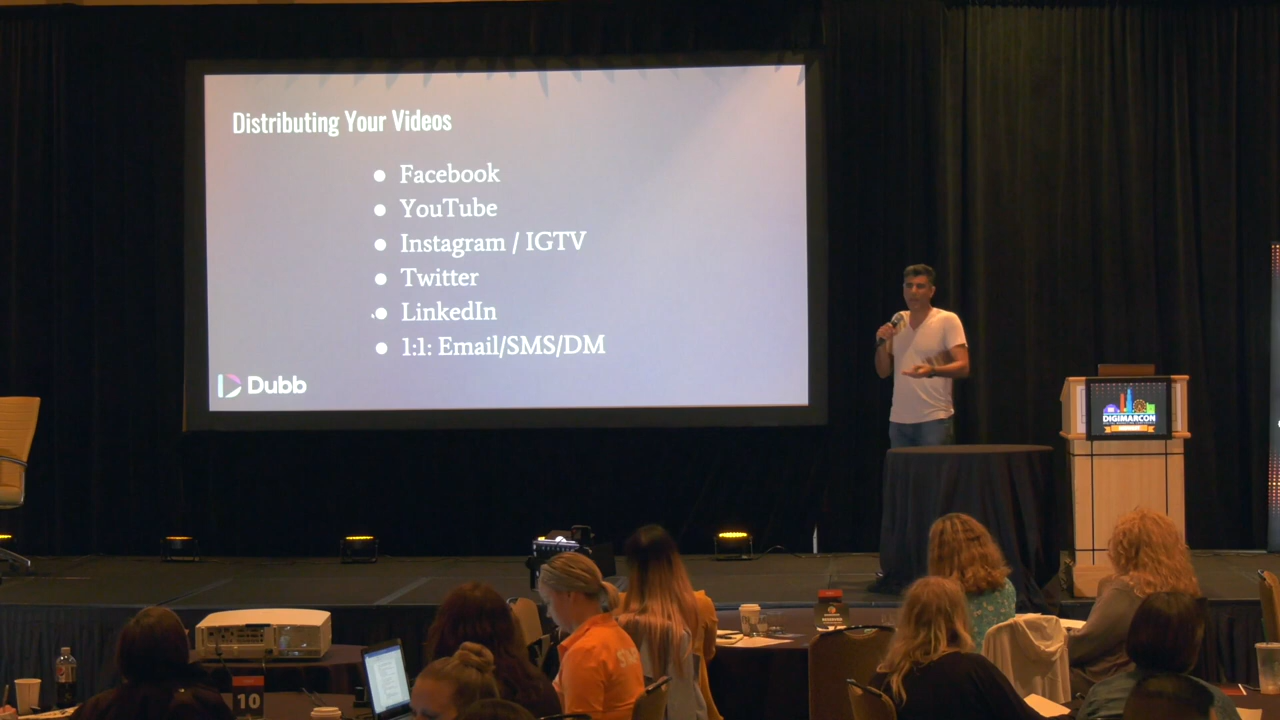 Distributing Your Videos
● Facebook
● YouTube
● Instagram / IGTV
● Twitter
● LinkedIn
● 1:1: Email/SMS/DM
Dubb
DIGIMARCON
10